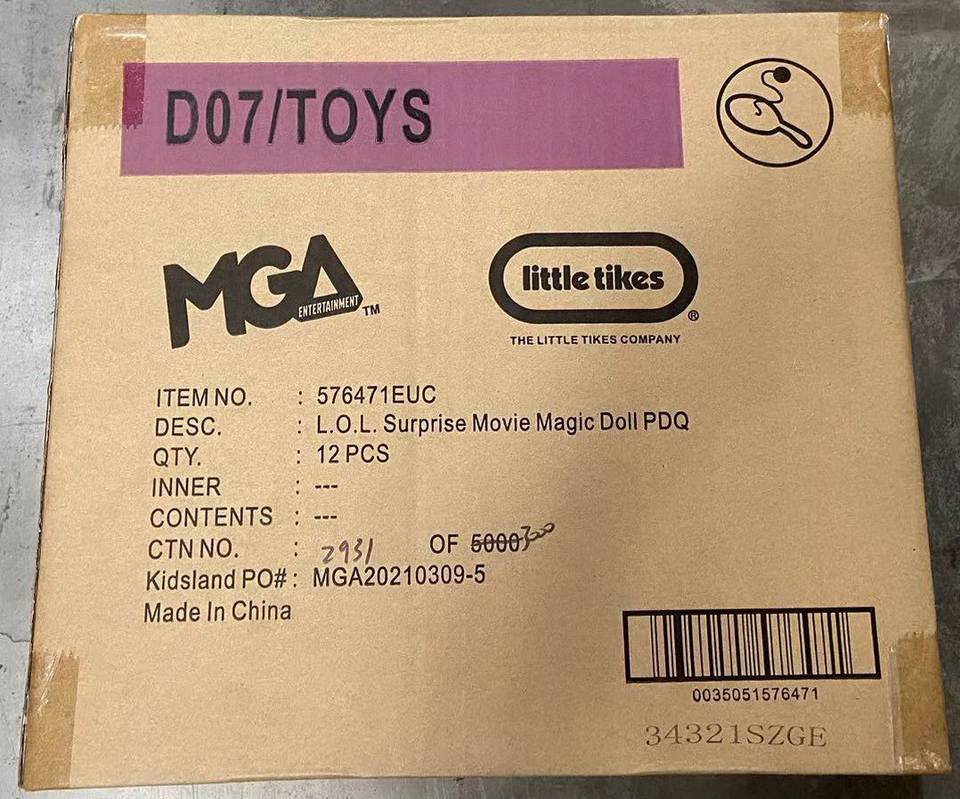 D07/TOYS
MGA
ENTERTAINMENT
TM
little tikes
®
THE LITTLE TIKES COMPANY
ITEM NO. : 576471EUC
DESC. : L.O.L. Surprise Movie Magic Doll PDQ
QTY. : 12 PCS
INNER : ---
CONTENTS : ---
CTN NO. : 2931 OF 5000
Kidsland PO# : MGA20210309-5
Made In China
0035051576471
34321SZGE